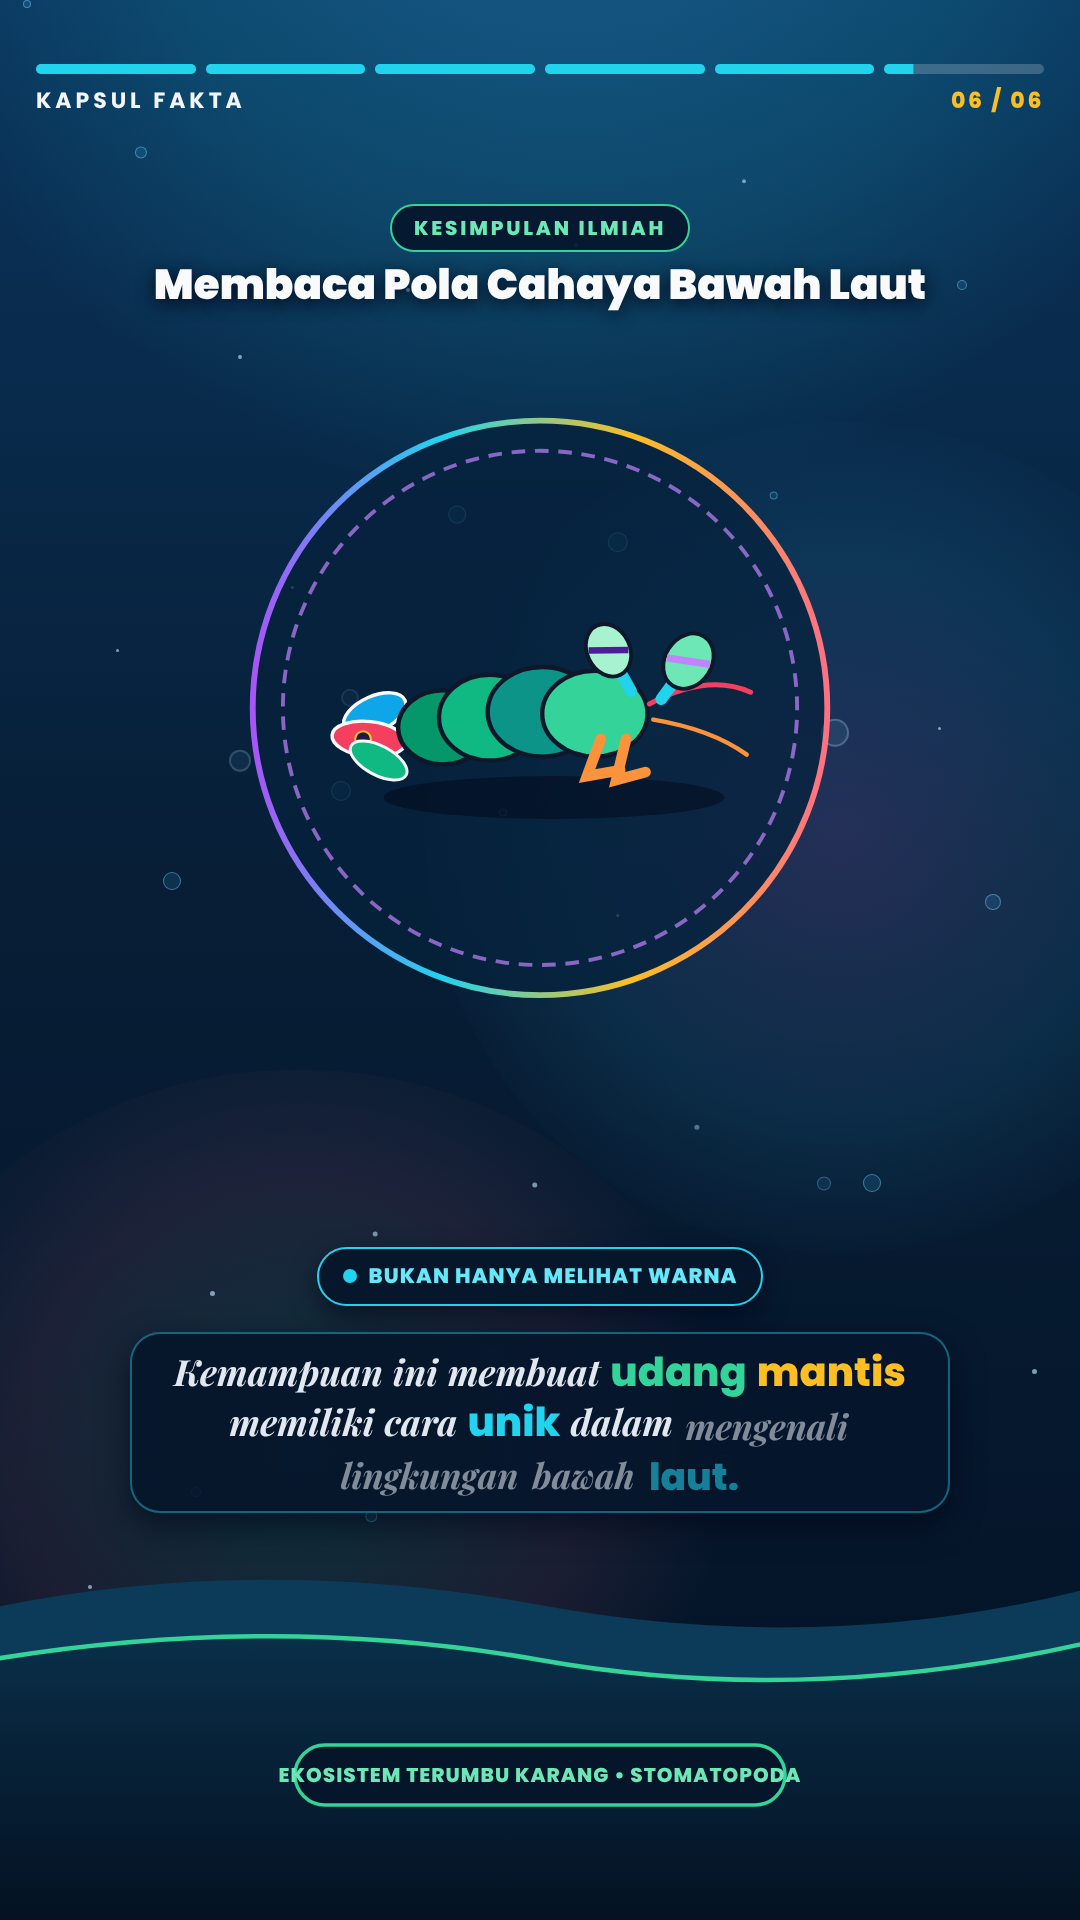 KAPSUL FAKTA
06 / 06
KESIMPULAN ILMIAH
Membaca Pola Cahaya Bawah Laut
BUKAN HANYA MELIHAT WARNA
Kemampuan ini membuat udang mantis
memiliki cara unik dalam mengenali
lingkungan bawah laut.
EKOSISTEM TERUMBU KARANG • STOMATOPODA